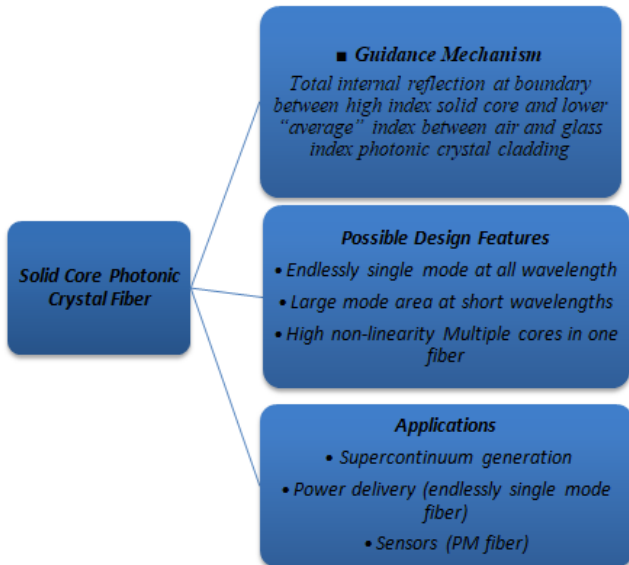 Solid Core Photonic
Crystal Fiber
■ Guidance Mechanism
Total internal reflection at boundary
between high index solid core and lower
“average” index between air and glass
index photonic crystal cladding
Possible Design Features
• Endlessly single mode at all wavelength
• Large mode area at short wavelengths
• High non-linearity Multiple cores in one
fiber
Applications
• Supercontinuum generation
• Power delivery (endlessly single mode
fiber)
• Sensors (PM fiber)